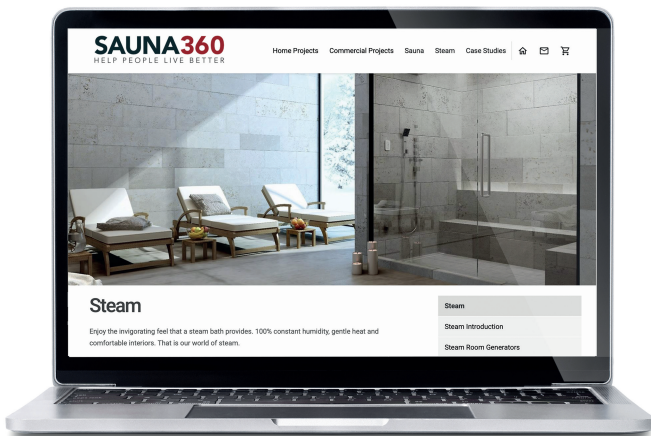 SAUNA360
HELP PEOPLE LIVE BETTER
Home Projects Commercial Projects Sauna Steam Case Studies
Steam
Enjoy the invigorating feel that a steam bath provides. 100% constant humidity, gentle heat and
comfortable interiors. That is our world of steam.
Steam
Steam Introduction
Steam Room Generators